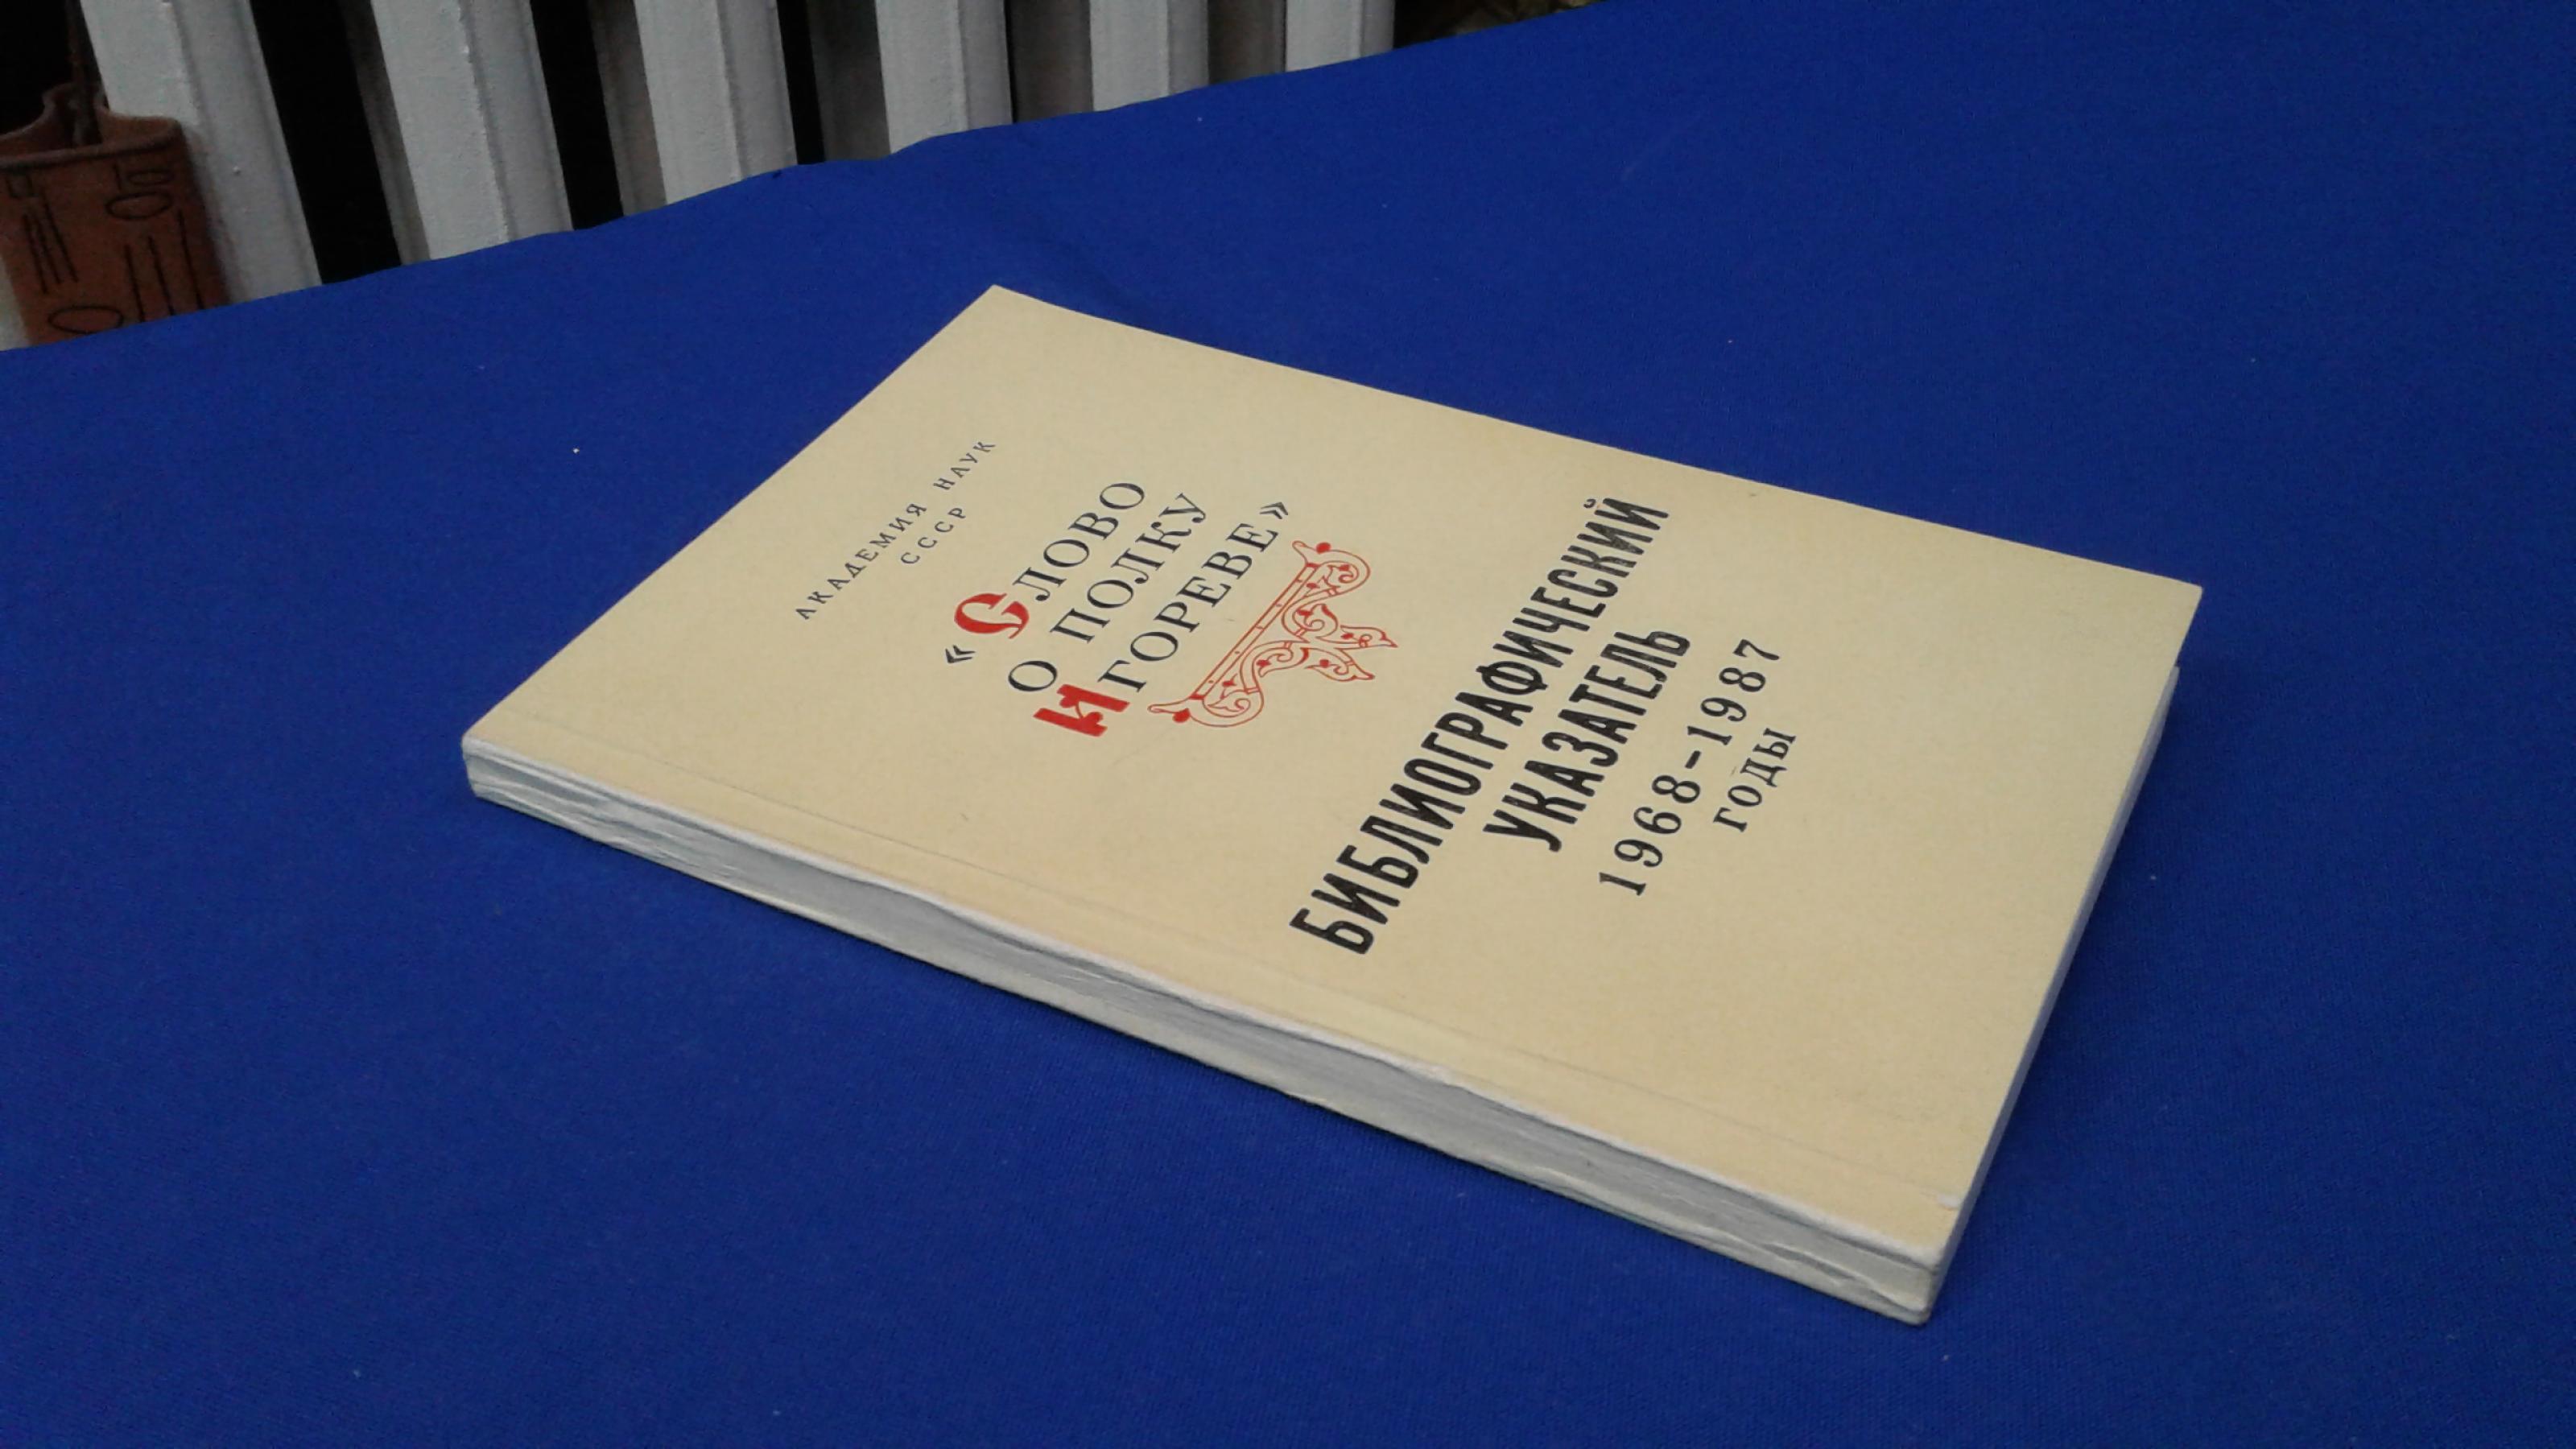 АКАДЕМИЯ НАУК
СССР
«СЛОВО
О ПОЛКУ
ИГОРЕВЕ»
БИБЛИОГРАФИЧЕСКИЙ
УКАЗАТЕЛЬ
1968–1987
ГОДЫ